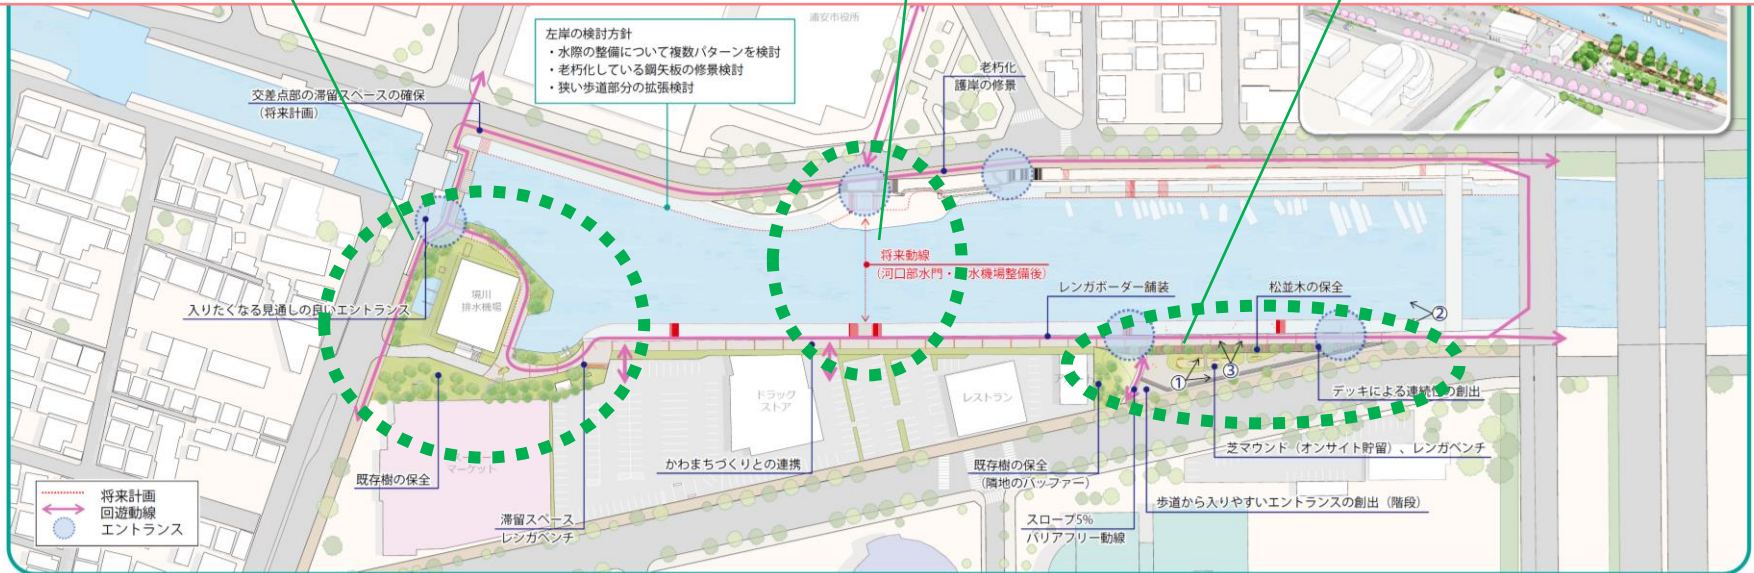 浦安市役所
左岸の検討方針
・水際の整備について複数パターンを検討
・老朽化している鋼矢板の修景検討
・狭い歩道部分の拡張検討
老朽化
護岸の修景
交差点部の滞留スペースの確保
（将来計画）
将来動線
（河口部水門・
水機場整備後）
レンガボーダー舗装
松並木の保全
②
境川
排水機場
入りたくなる見通しの良いエントランス
①
③
デッキによる連続性の創出
ドラッグ
ストア
レストラン
芝マウンド（オンサイト貯留）、レンガベンチ
マーケット
かわまちづくりとの連携
既存樹の保全
（隣地のバッファー）
既存樹の保全
歩道から入りやすいエントランスの創出（階段）
将来計画
回遊動線
エントランス
滞留スペース
レンガベンチ
スロープ5%
バリアフリー動線